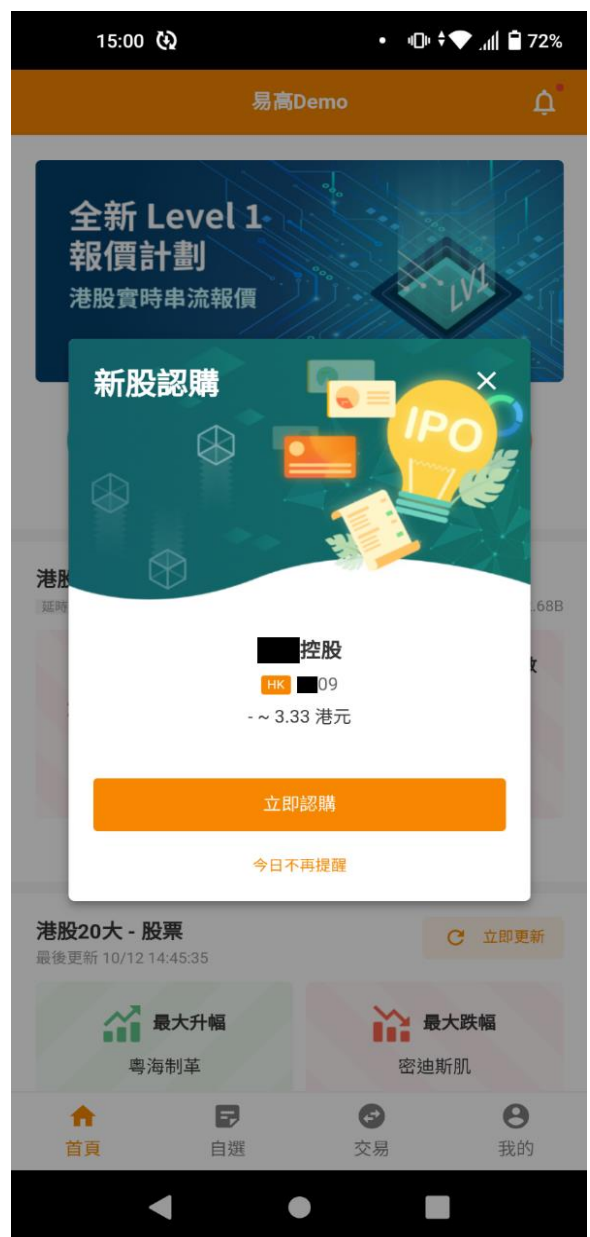 15:00
72%
易高Demo
全新 Level 1
報價計劃
港股實時串流報價
LV1
新股認購
IPO
港股
延時
.68B
控股
HK
09
- ~ 3.33 港元
立即認購
今日不再提醒
港股20大 - 股票
最後更新 10/12 14:45:35
立即更新
最大升幅
粵海制革
最大跌幅
密迪斯肌
首頁
自選
交易
我的